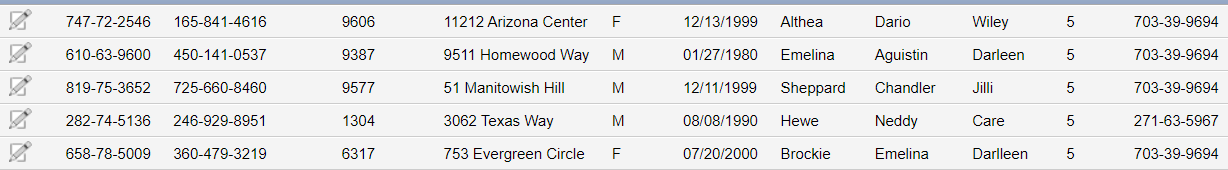 747-72-2546 165-841-4616 9606 11212 Arizona Center F 12/13/1999 Althea Dario Wiley 5 703-39-9694
610-63-9600 450-141-0537 9387 9511 Homewood Way M 01/27/1980 Emelina Aguistin Darleen 5 703-39-9694
819-75-3652 725-660-8460 9577 51 Manitowish Hill M 12/11/1999 Sheppard Chandler Jilli 5 703-39-9694
282-74-5136 246-929-8951 1304 3062 Texas Way M 08/08/1990 Hewe Neddy Care 5 271-63-5967
658-78-5009 360-479-3219 6317 753 Evergreen Circle F 07/20/2000 Brockie Emelina Darlleen 5 703-39-9694